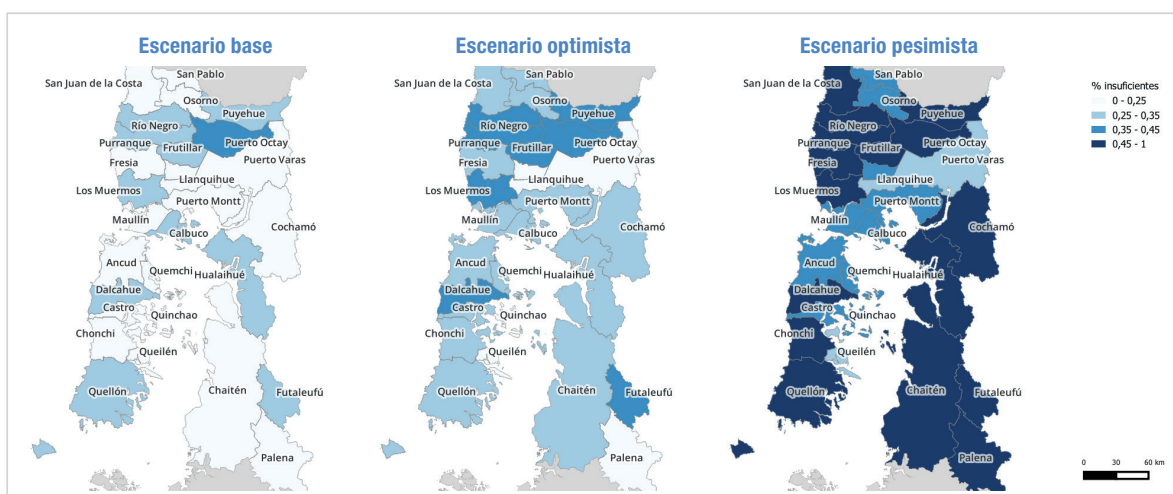 Escenario base
San Pablo
San Juan de la Costa
Osorno
Puyehue
Río Negro
Purranque
Frutillar
Puerto Octay
Fresia
Puerto Varas
Llanquihue
Los Muermos
Puerto Montt
Maullín
Calbuco
Cochamó
Ancud
Quemchi
Hualaihué
Dalcahue
Castro
Quinchao
Chonchi
Queilén
Quellón
Chaitén
Futaleufú
Palena
Escenario optimista
San Pablo
San Juan de la Costa
Osorno
Puyehue
Río Negro
Purranque
Frutillar
Puerto Octay
Fresia
Puerto Varas
Llanquihue
Los Muermos
Puerto Montt
Maullín
Calbuco
Cochamó
Ancud
Quemchi
Hualaihué
Dalcahue
Castro
Quinchao
Chonchi
Queilén
Quellón
Chaitén
Futaleufú
Palena
Escenario pesimista
San Pablo
San Juan de la Costa
Osorno
Puyehue
Río Negro
Purranque
Frutillar
Puerto Octay
Fresia
Puerto Varas
Llanquihue
Los Muermos
Puerto Montt
Maullín
Calbuco
Cochamó
Ancud
Quemchi
Hualaihué
Dalcahue
Castro
Quinchao
Chonchi
Queilén
Quellón
Chaitén
Futaleufú
Palena
% insuficientes
0 - 0,25
0,25 - 0,35
0,35 - 0,45
0,45 - 1
0 30 60 km